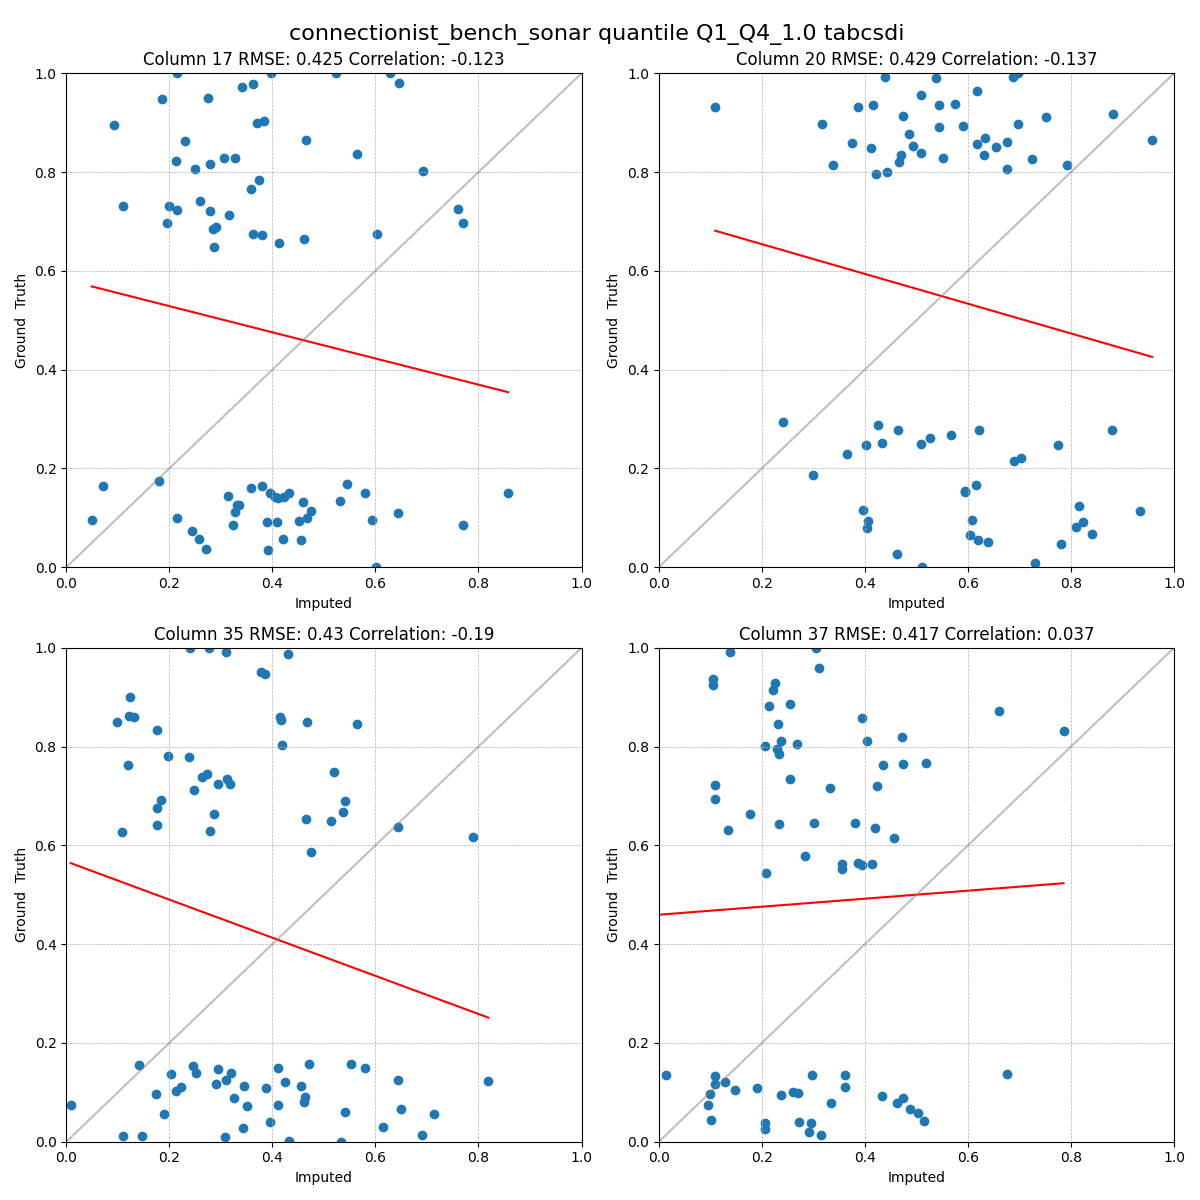 connectionist_bench_sonar quantile Q1_Q4_1.0 tabcsdi
Column 17 RMSE: 0.425 Correlation: -0.123
1.0
0.8
0.6
0.4
0.2
0.0
Ground Truth
0.0 0.2 0.4 0.6 0.8 1.0
Imputed
Column 20 RMSE: 0.429 Correlation: -0.137
1.0
0.8
0.6
0.4
0.2
0.0
Ground Truth
0.0 0.2 0.4 0.6 0.8 1.0
Imputed
Column 35 RMSE: 0.43 Correlation: -0.19
1.0
0.8
0.6
0.4
0.2
0.0
Ground Truth
0.0 0.2 0.4 0.6 0.8 1.0
Imputed
Column 37 RMSE: 0.417 Correlation: 0.037
1.0
0.8
0.6
0.4
0.2
0.0
Ground Truth
0.0 0.2 0.4 0.6 0.8 1.0
Imputed